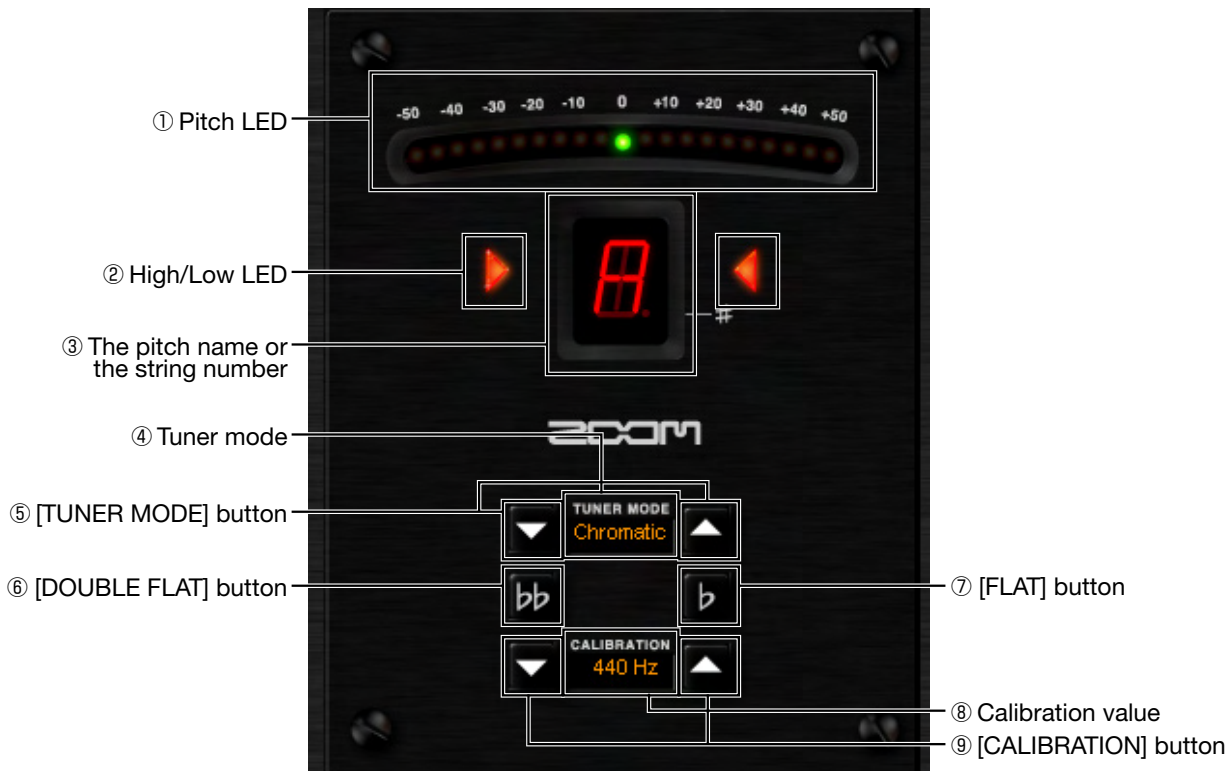 -50 -40 -30 -20 -10 0 +10 +20 +30 +40 +50
① Pitch LED
② High/Low LED
A
#
③ The pitch name or
the string number
ZOOM
④ Tuner mode
⑤ [TUNER MODE] button
TUNER MODE
Chromatic
⑥ [DOUBLE FLAT] button
♭♭
♭
⑦ [FLAT] button
CALIBRATION
440 Hz
⑧ Calibration value
⑨ [CALIBRATION] button